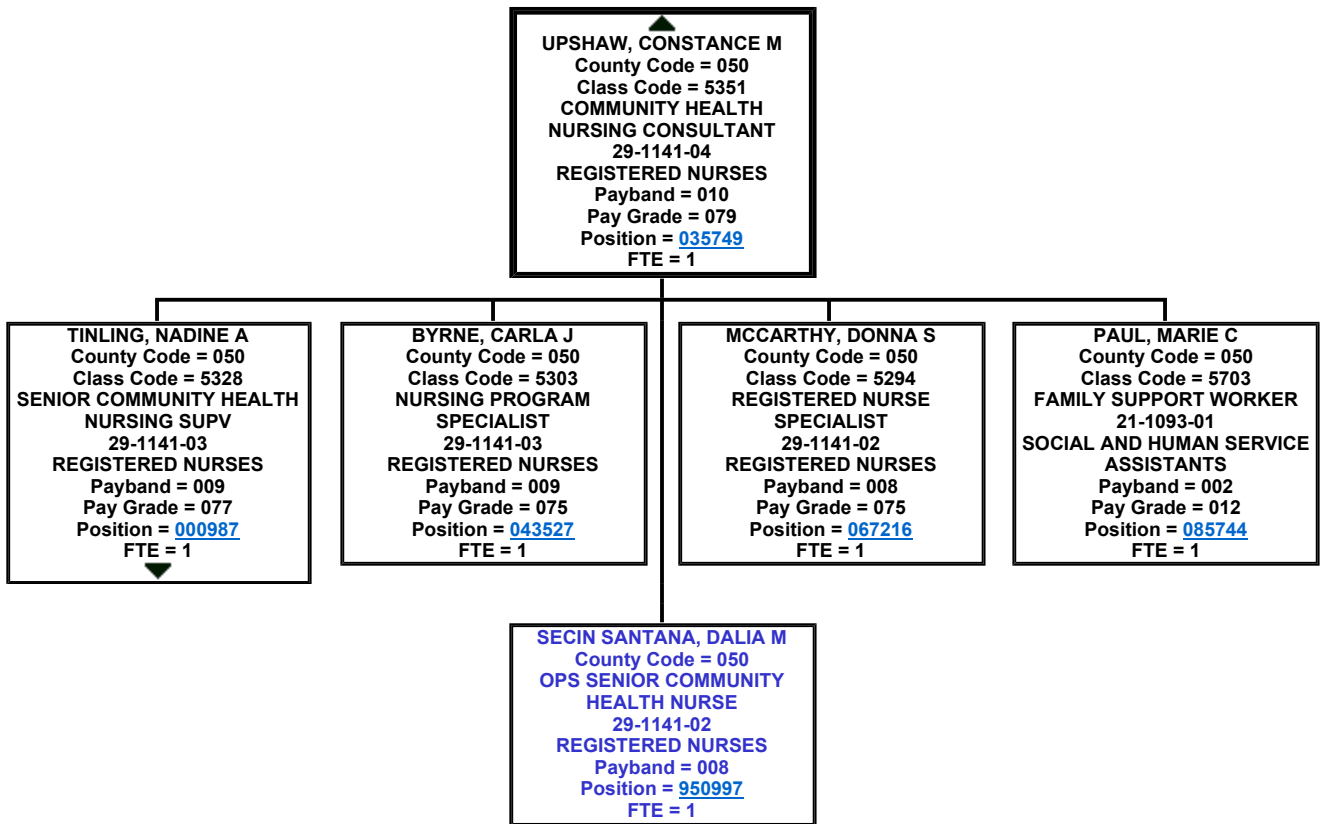 UPSHAW, CONSTANCE M
County Code = 050
Class Code = 5351
COMMUNITY HEALTH
NURSING CONSULTANT
29-1141-04
REGISTERED NURSES
Payband = 010
Pay Grade = 079
Position = 035749
FTE = 1
TINLING, NADINE A
County Code = 050
Class Code = 5328
SENIOR COMMUNITY HEALTH
NURSING SUPV
29-1141-03
REGISTERED NURSES
Payband = 009
Pay Grade = 077
Position = 000987
FTE = 1
BYRNE, CARLA J
County Code = 050
Class Code = 5303
NURSING PROGRAM
SPECIALIST
29-1141-03
REGISTERED NURSES
Payband = 009
Pay Grade = 075
Position = 043527
FTE = 1
MCCARTHY, DONNA S
County Code = 050
Class Code = 5294
REGISTERED NURSE
SPECIALIST
29-1141-02
REGISTERED NURSES
Payband = 008
Pay Grade = 075
Position = 067216
FTE = 1
PAUL, MARIE C
County Code = 050
Class Code = 5703
FAMILY SUPPORT WORKER
21-1093-01
SOCIAL AND HUMAN SERVICE
ASSISTANTS
Payband = 002
Pay Grade = 012
Position = 085744
FTE = 1
SECIN SANTANA, DALIA M
County Code = 050
OPS SENIOR COMMUNITY
HEALTH NURSE
29-1141-02
REGISTERED NURSES
Payband = 008
Position = 950997
FTE = 1